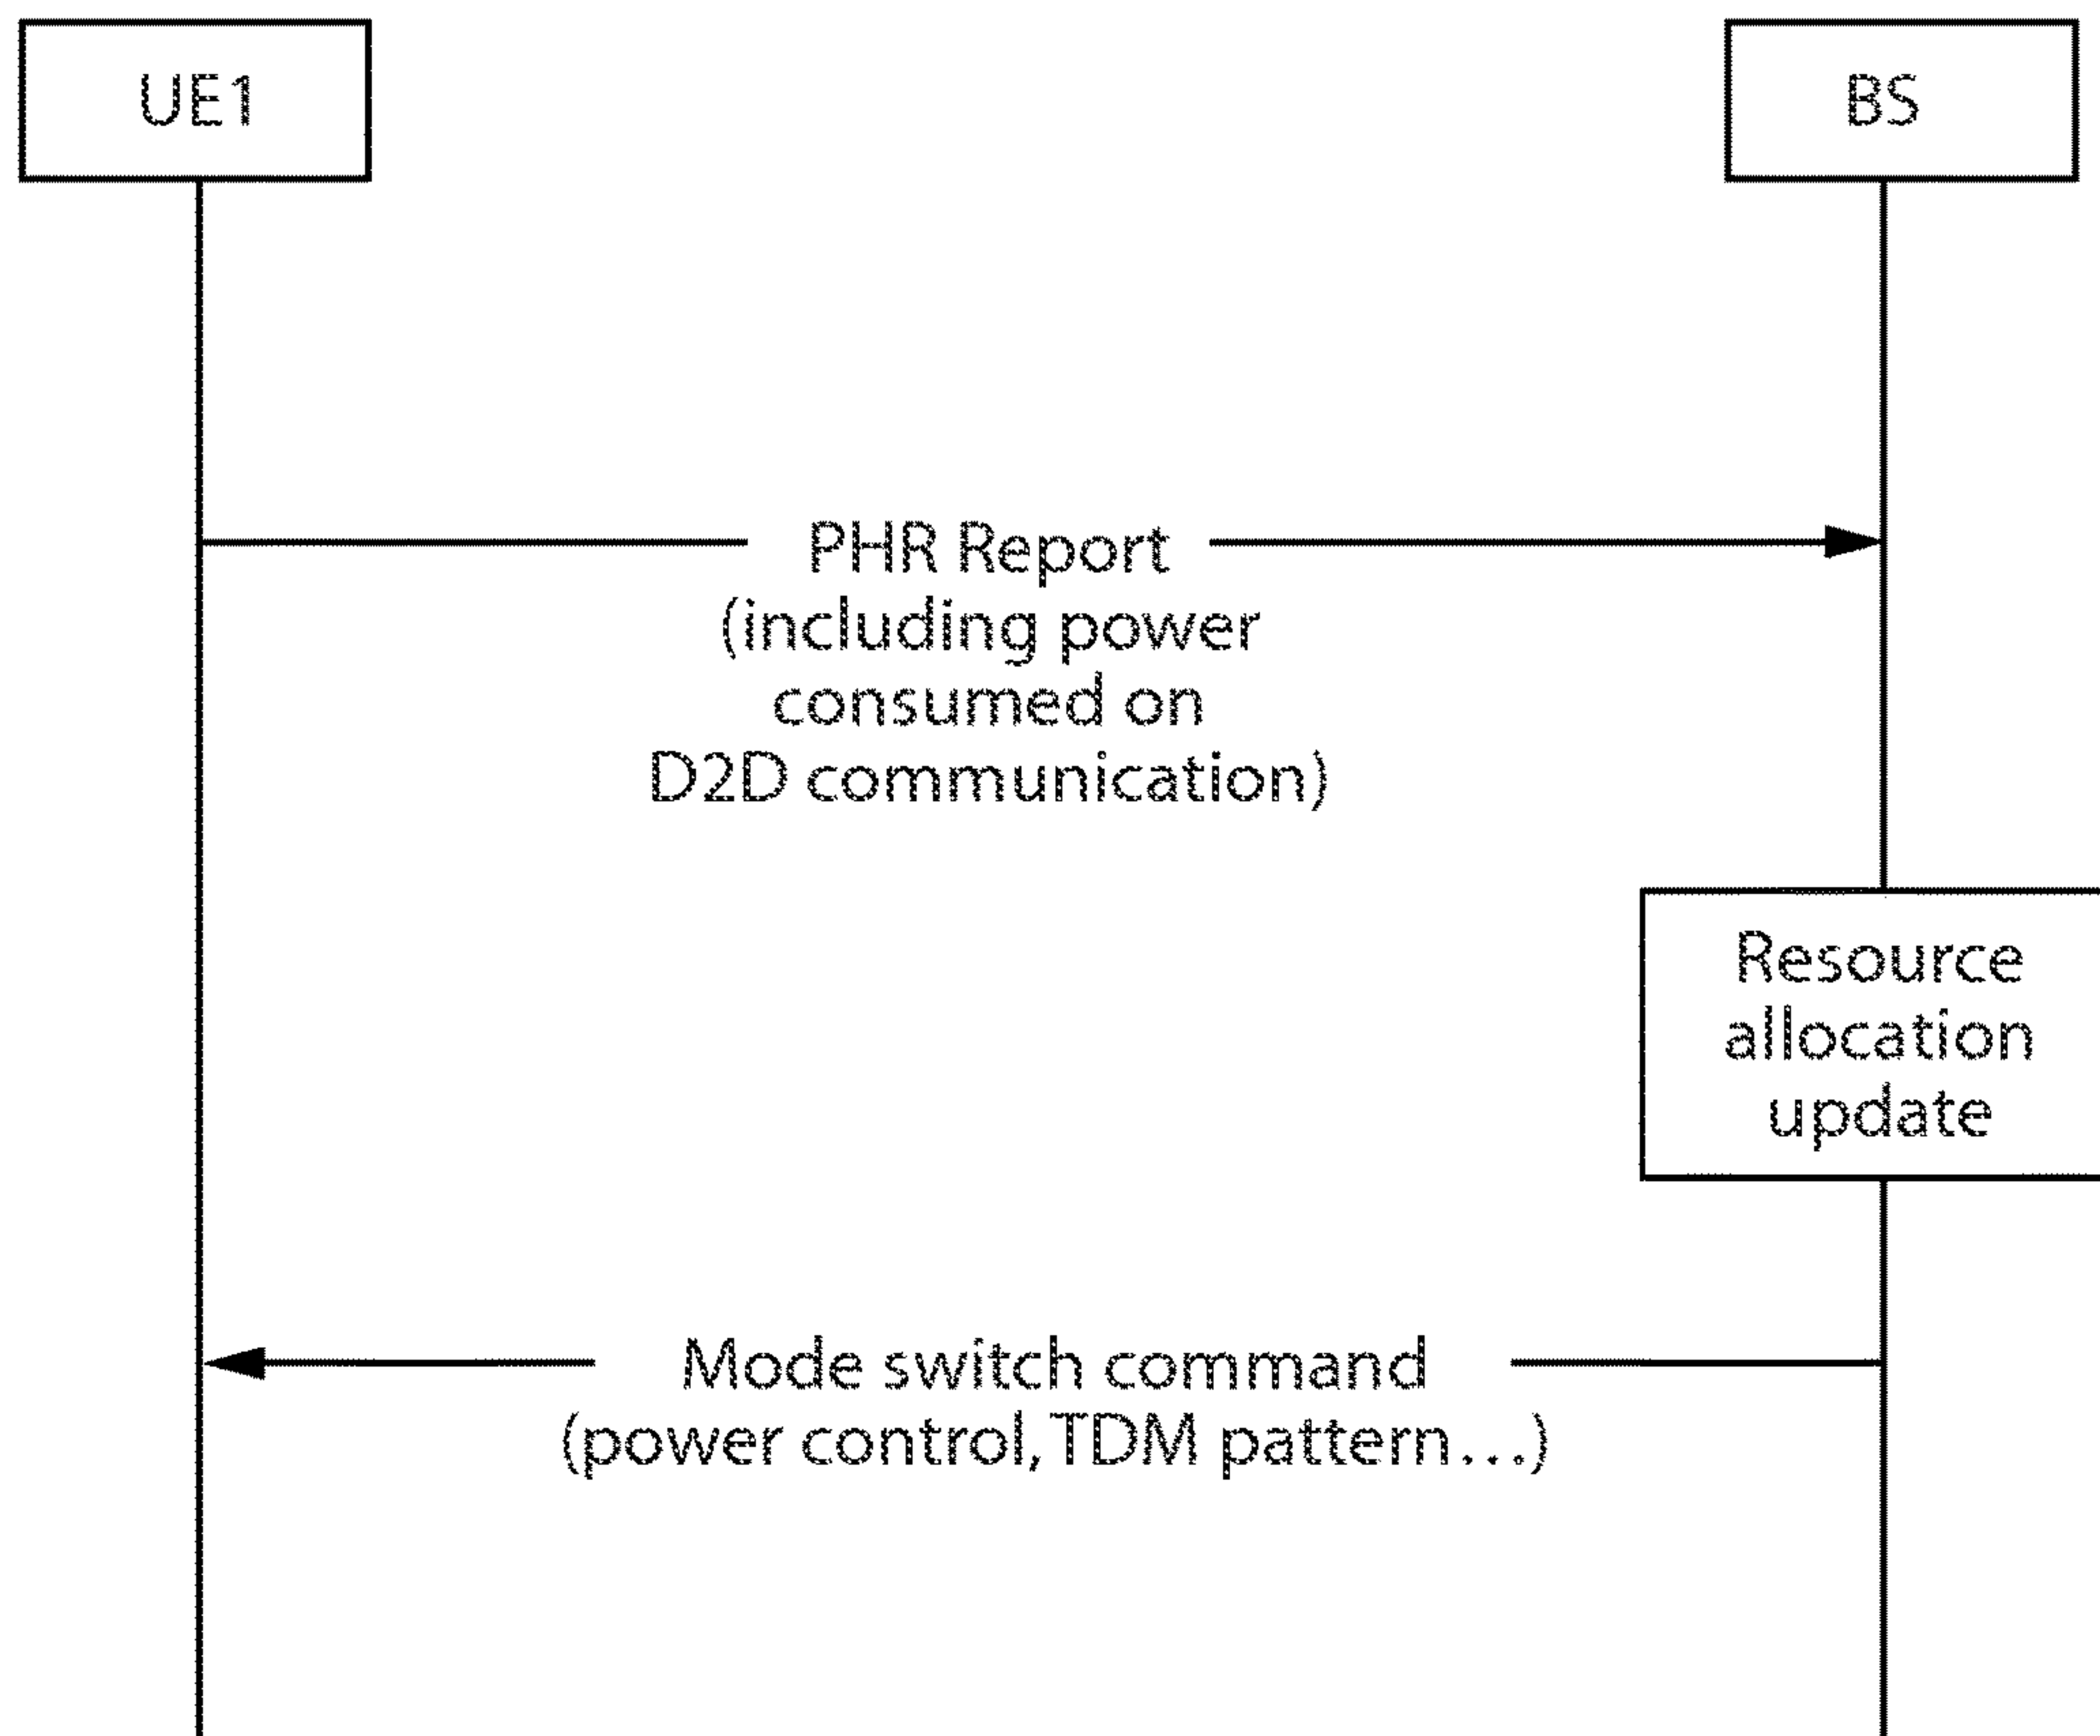 UE1
BS
PHR Report
(including power
consumed on
D2D communication)
Resource
allocation
update
Mode switch command
(power control, TDM pattern...)